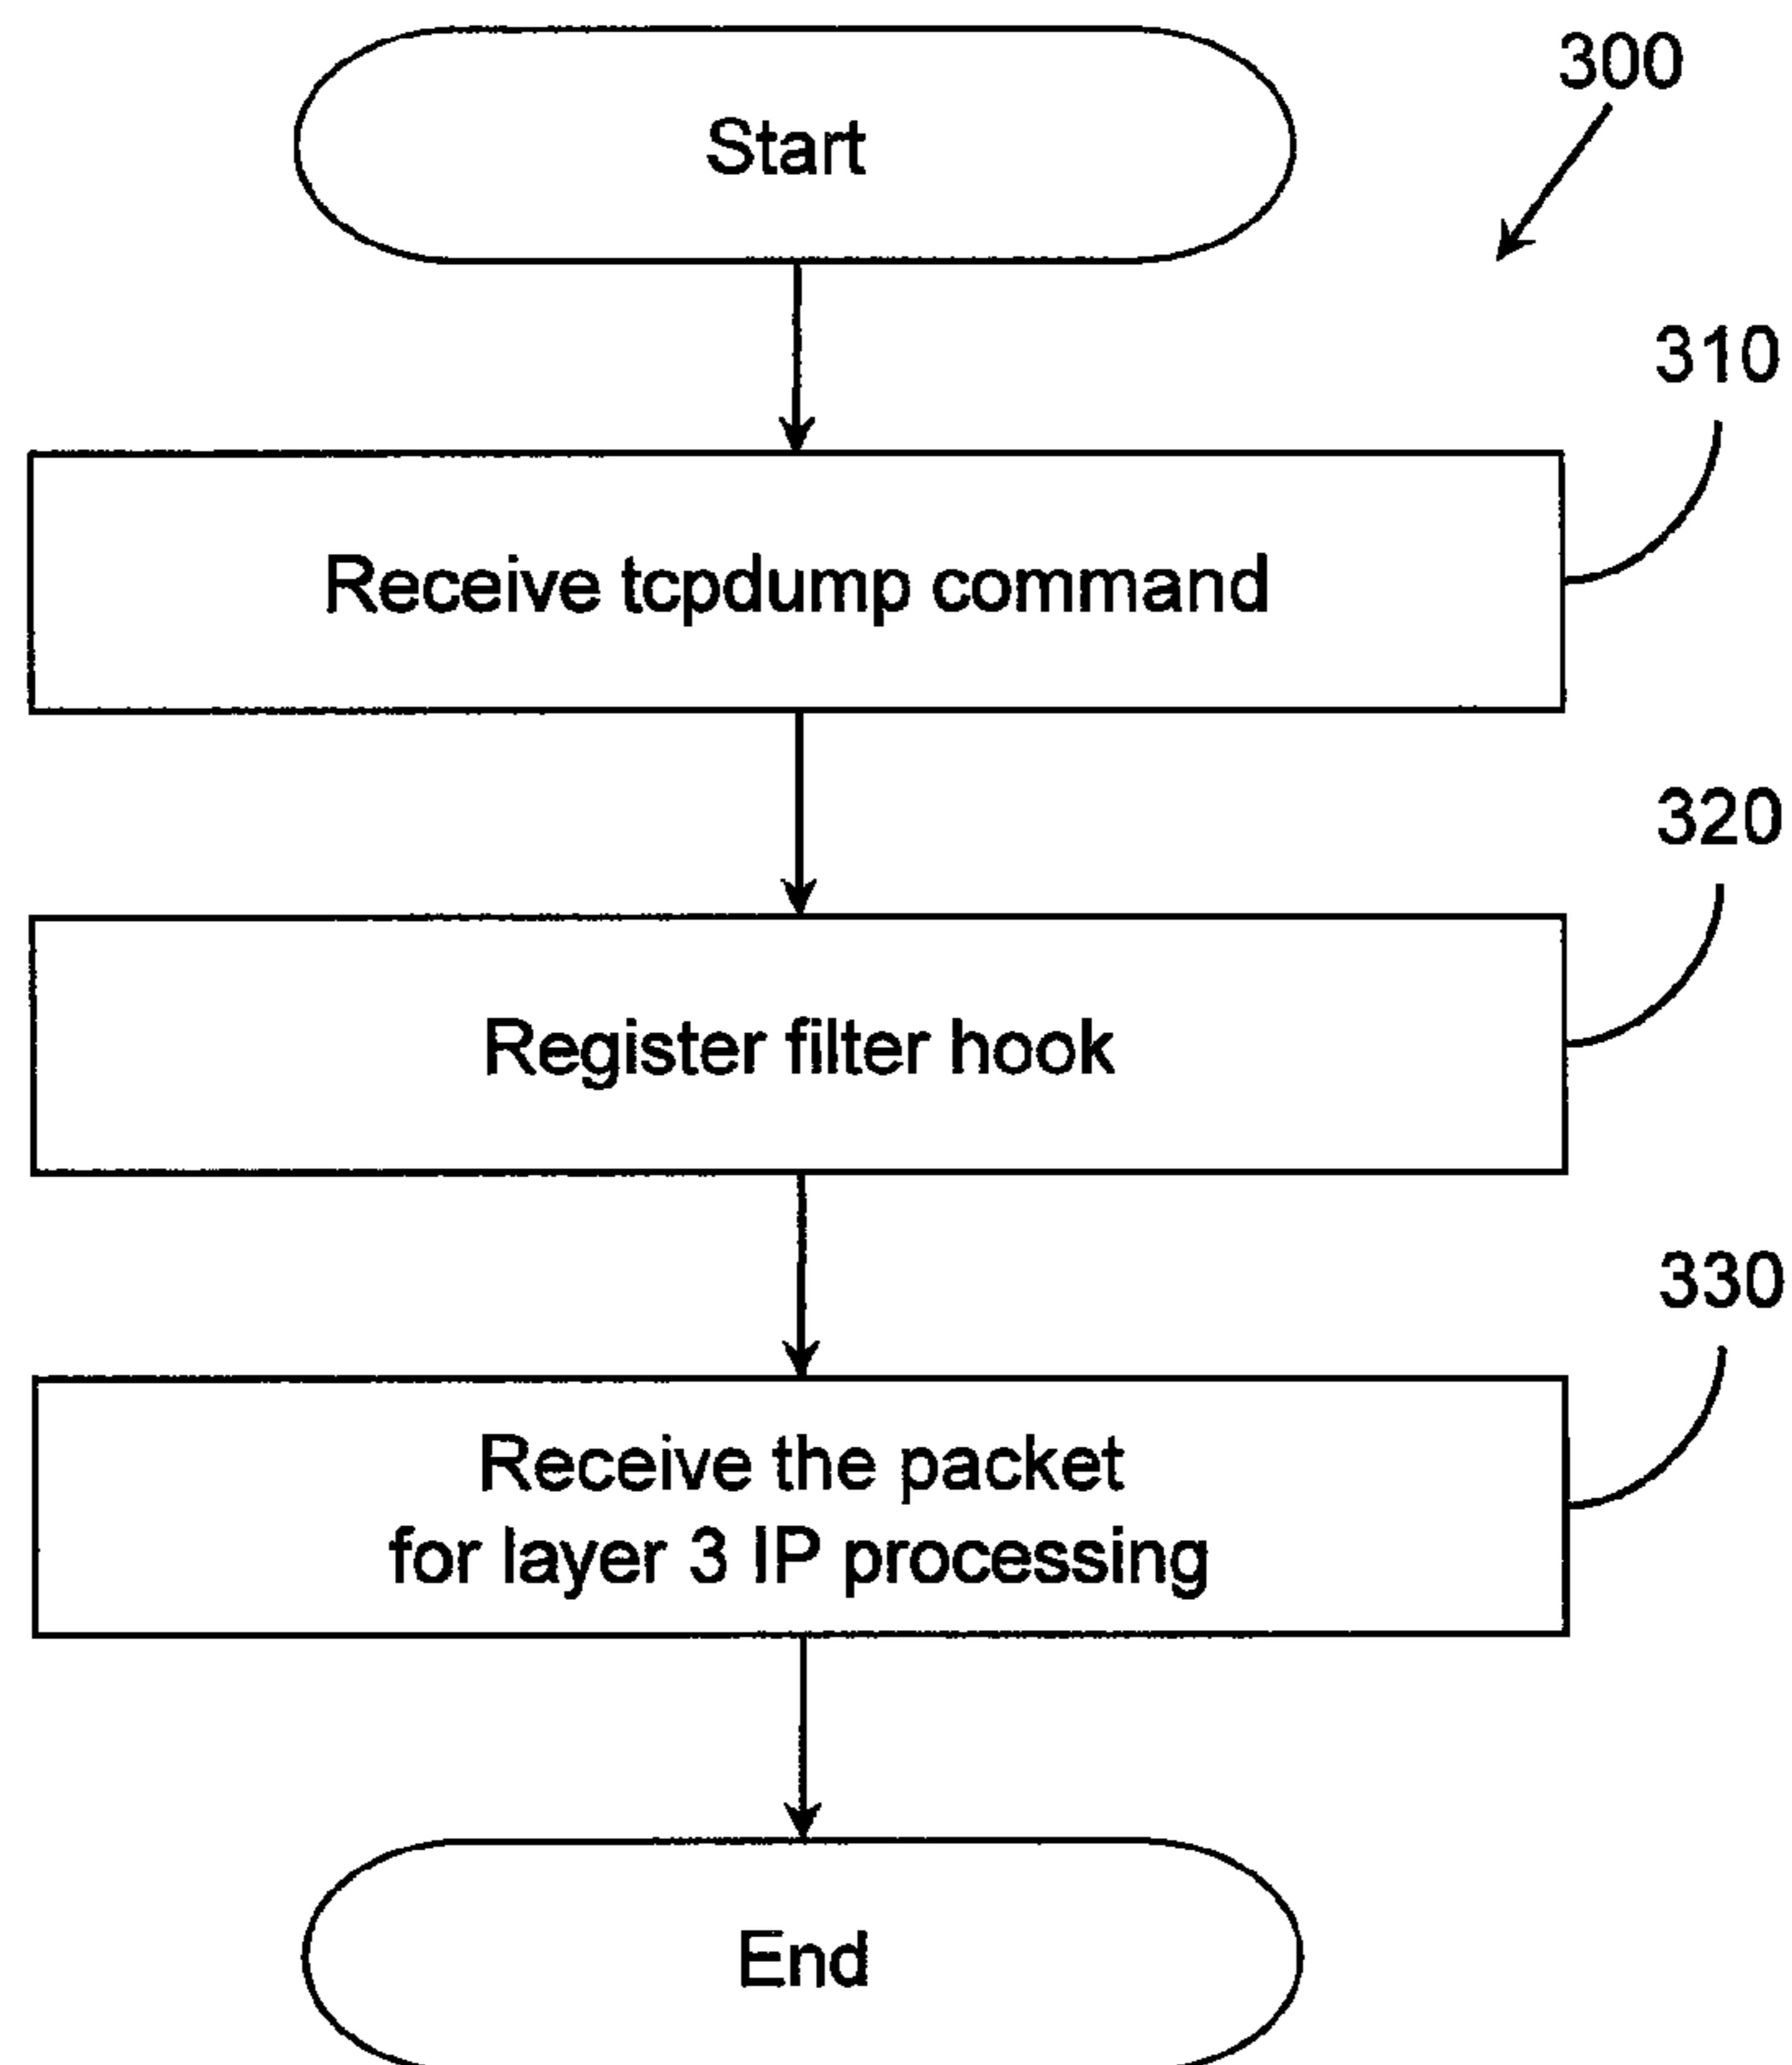 300
Start
310
Receive tcpdump command
320
Register filter hook
330
Receive the packet
for layer 3 IP processing
End